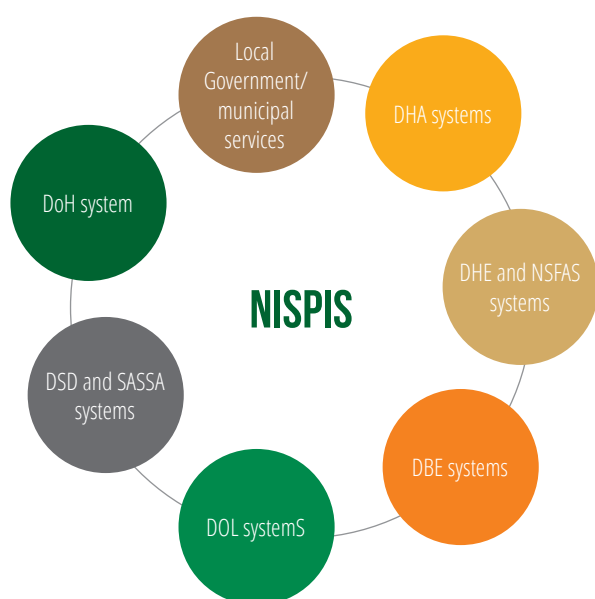 Local
Government/
municipal
services
DHA systems
DoH system
DHE and NSFAS
systems
NISPIS
DSD and SASSA
systems
DBE systems
DOL systemS